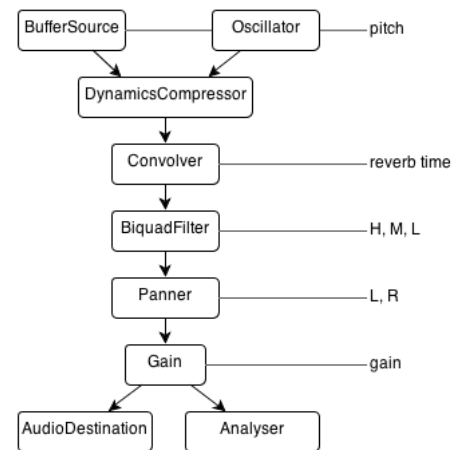 BufferSource
Oscillator
pitch
DynamicsCompressor
Convolver
reverb time
BiquadFilter
H, M, L
Panner
L, R
Gain
gain
AudioDestination
Analyser